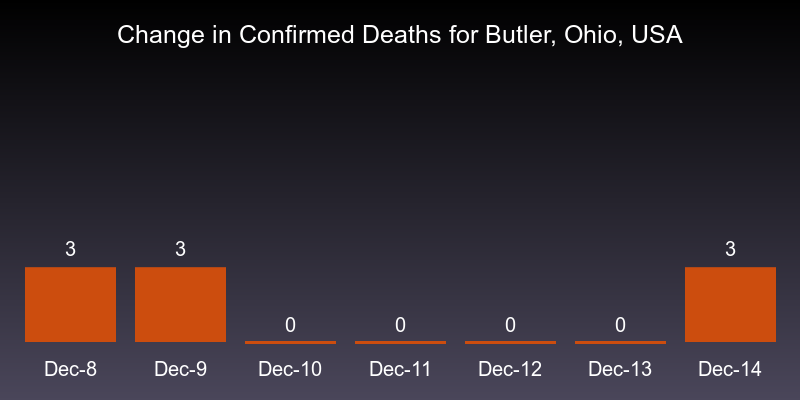 Change in Confirmed Deaths for Butler, Ohio, USA
3 3 0 0 0 0 3
Dec-8 Dec-9 Dec-10 Dec-11 Dec-12 Dec-13 Dec-14